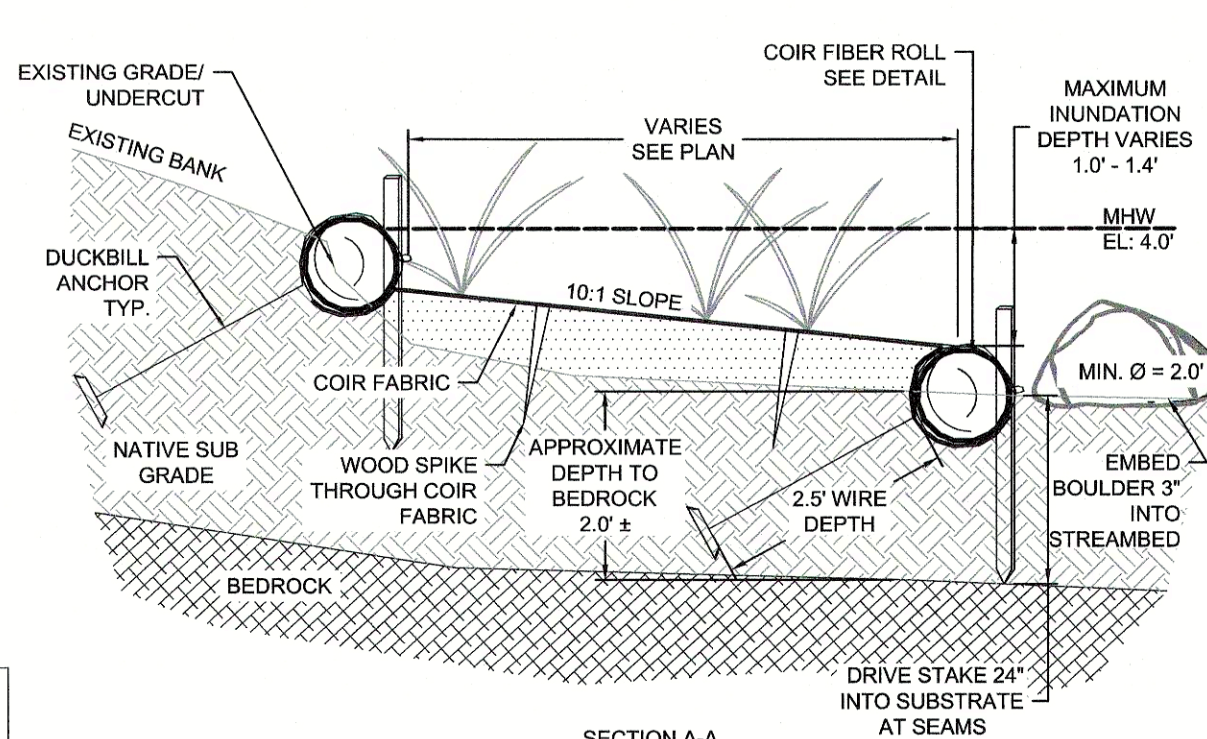 COIR FIBER ROLL
SEE DETAIL
EXISTING GRADE/
UNDERCUT
MAXIMUM
INUNDATION
DEPTH VARIES
1.0' - 1.4'
VARIES
SEE PLAN
EXISTING BANK
MHW
EL: 4.0'
DUCKBILL
ANCHOR
TYP.
10:1 SLOPE
COIR FABRIC
MIN. Ø = 2.0'
NATIVE SUB
GRADE
WOOD SPIKE
THROUGH COIR
FABRIC
APPROXIMATE
DEPTH TO
BEDROCK
2.0' ±
2.5' WIRE
DEPTH
EMBED
BOULDER 3"
INTO
STREAMBED
BEDROCK
DRIVE STAKE 24"
INTO SUBSTRATE
AT SEAMS
SECTION A-A